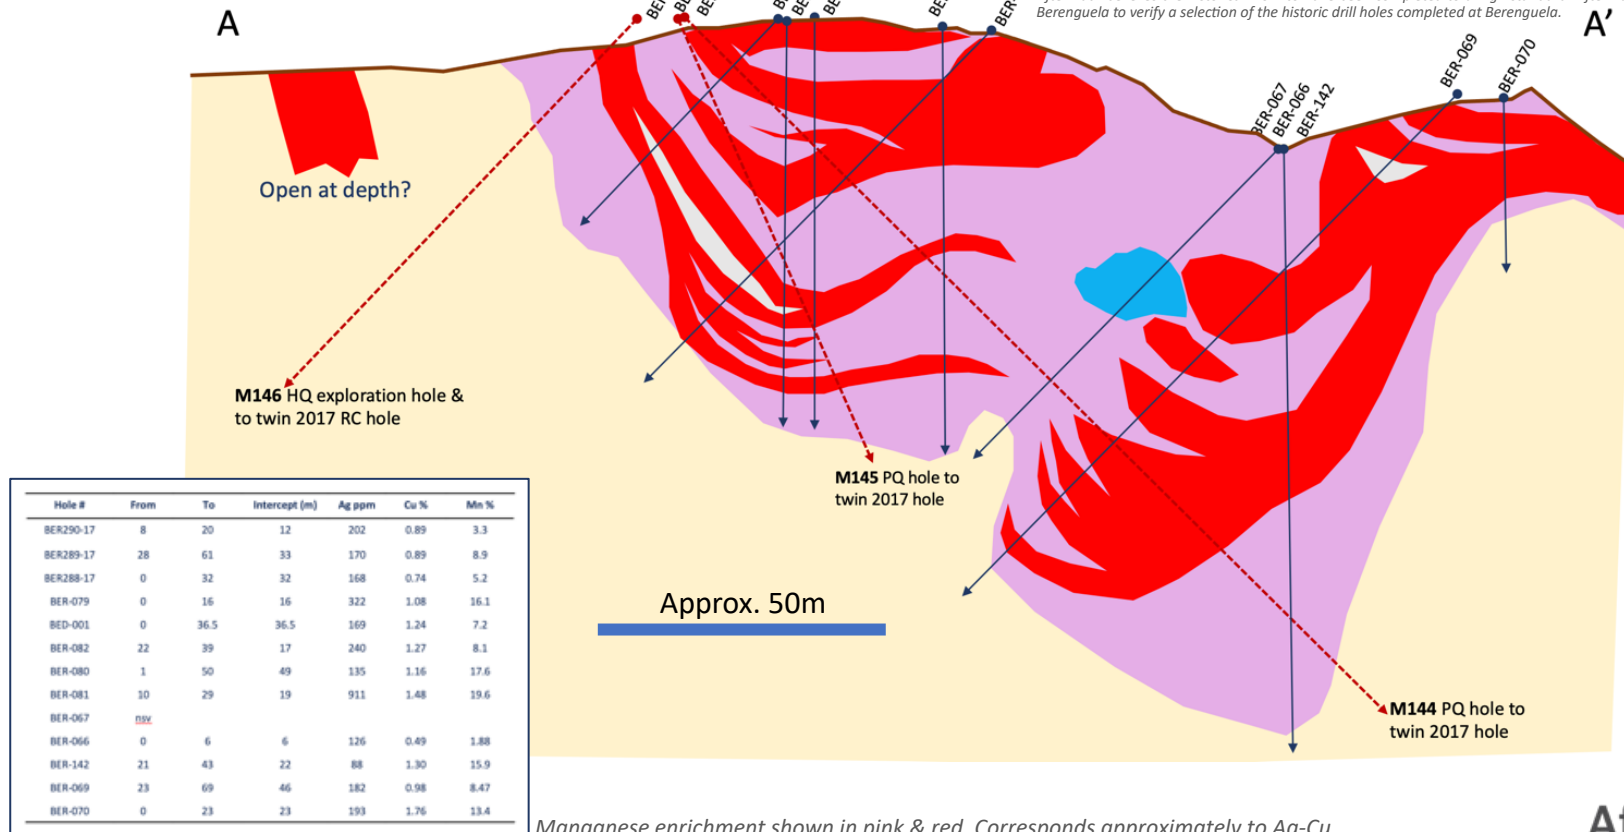 Berenguela to verify a selection of the historic drill holes completed at Berenguela.
A
A'
BER-067
BER-066
BER-142
BER-069
BER-070
Open at depth?
M146 HQ exploration hole &
to twin 2017 RC hole
M145 PQ hole to
twin 2017 hole
M144 PQ hole to
twin 2017 hole
Approx. 50m
Hole # From To Intercept (m) Ag ppm Cu % Mn %
BER290-17 8 20 12 202 0.89 3.3
BER289-17 28 61 33 170 0.89 8.9
BER288-17 0 32 32 168 0.74 5.2
BER-079 0 16 16 322 1.08 16.1
BED-001 0 36.5 36.5 169 1.24 7.2
BER-082 22 39 17 240 1.27 8.1
BER-080 1 50 49 135 1.16 17.6
BER-081 10 29 19 911 1.48 19.6
BER-067 nsv
BER-066 0 6 6 126 0.49 1.88
BER-142 21 43 22 88 1.30 15.9
BER-069 23 69 46 182 0.98 8.47
BER-070 0 23 23 193 1.76 13.4
Manganese enrichment shown in pink & red. Corresponds approximately to Ag-Cu